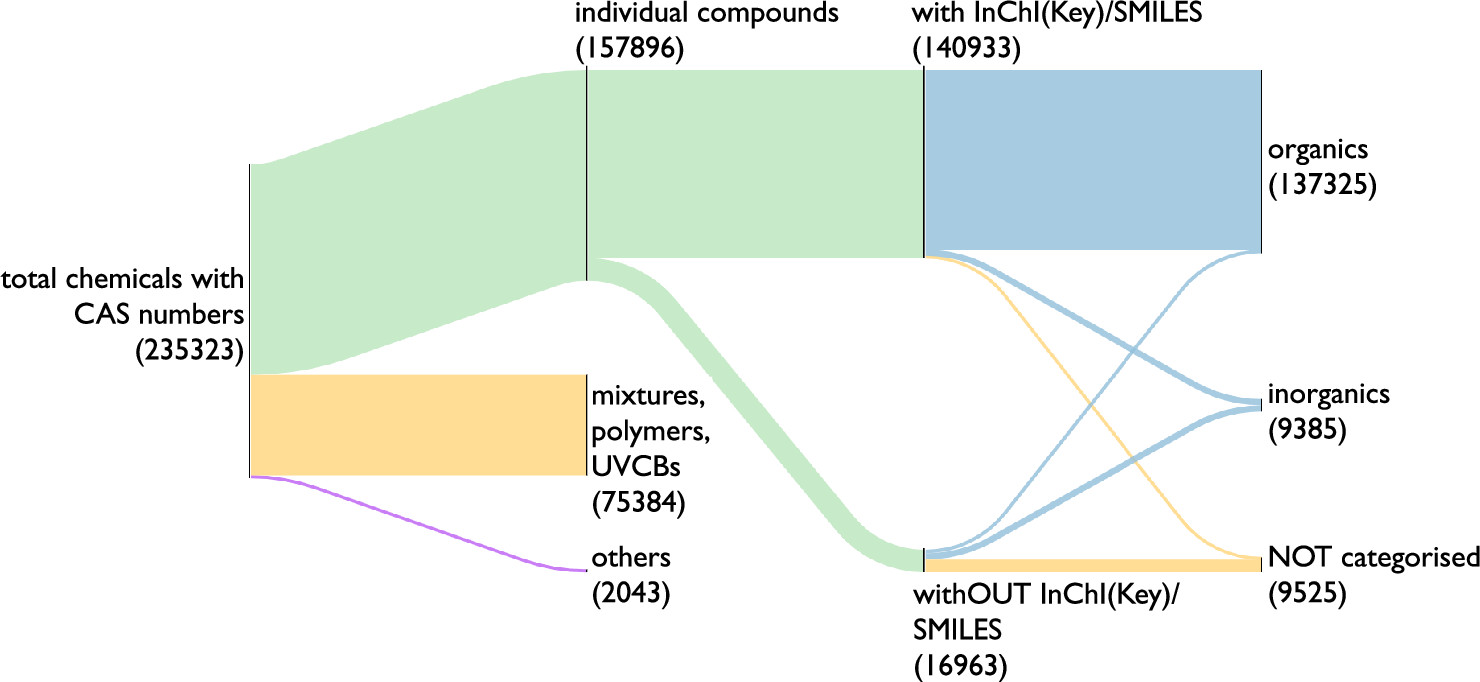 individual compounds
(157896)
with InChI(Key)/SMILES
(140933)
organics
(137325)
total chemicals with
CAS numbers
(235323)
mixtures,
polymers,
UVCBs
(75384)
inorganics
(9385)
others
(2043)
NOT categorised
(9525)
withOUT InChI(Key)/
SMILES
(16963)